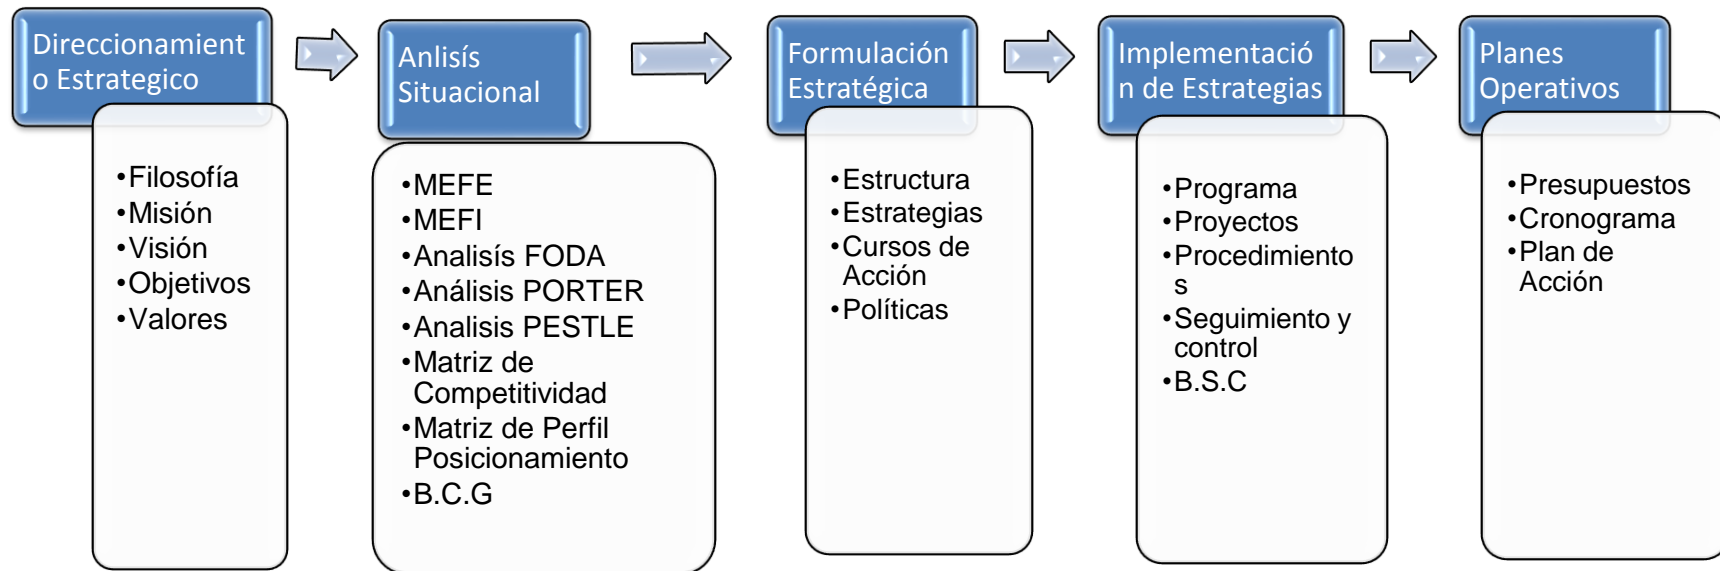 Direccionamient
o Estrategico
•Filosofía
•Misión
•Visión
•Objetivos
•Valores
Anlisís
Situacional
•MEFE
•MEFI
•Analisís FODA
•Análisis PORTER
•Analisis PESTLE
•Matriz de
Competitividad
•Matriz de Perfil
Posicionamiento
•B.C.G
Formulación
Estratégica
•Estructura
•Estrategias
•Cursos de
Acción
•Políticas
Implementació
n de Estrategias
•Programa
•Proyectos
•Procedimiento
s
•Seguimiento y
control
•B.S.C
Planes
Operativos
•Presupuestos
•Cronograma
•Plan de
Acción